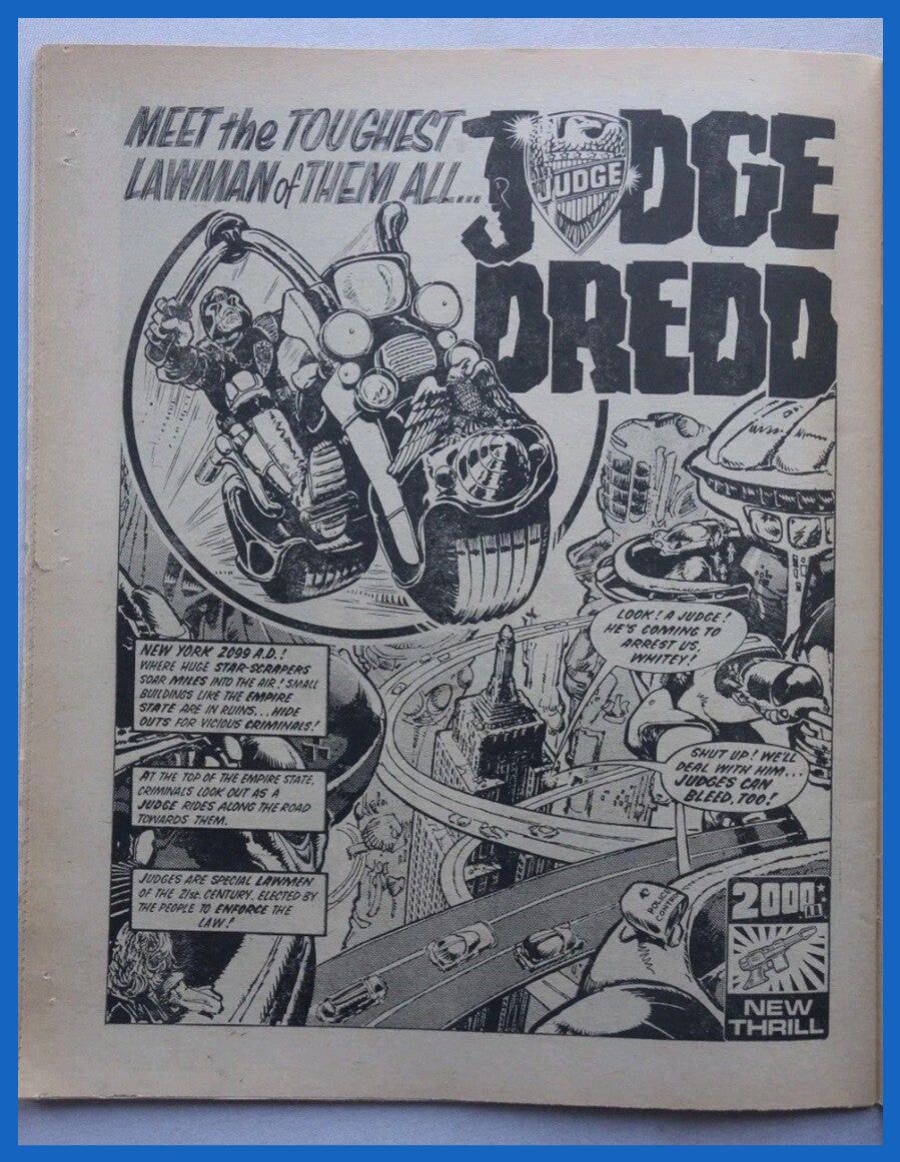 MEET the TOUGHEST
LAWMAN of THEM ALL...
JUDGE
JUDGE
DREDD
LOOK! A JUDGE!
HE'S COMING TO
ARREST US,
WHITEY!
NEW YORK 2099 A.D.!
WHERE HUGE STAR-SCRAPERS
SOAR MILES INTO THE AIR! SMALL
BUILDINGS LIKE THE EMPIRE
STATE ARE IN RUINS... HIDE
OUTS FOR VICIOUS CRIMINALS!
SHUT UP! WE'LL
DEAL WITH HIM...
JUDGES CAN
BLEED, TOO!
AT THE TOP OF THE EMPIRE STATE,
CRIMINALS LOOK OUT AS A
JUDGE RIDES ALONG THE ROAD
TOWARDS THEM.
JUDGES ARE SPECIAL LAWMEN
OF THE 21st. CENTURY, ELECTED BY
THE PEOPLE TO ENFORCE THE
LAW!
POLICE
CONTROL
2000 A.D.
NEW
THRILL